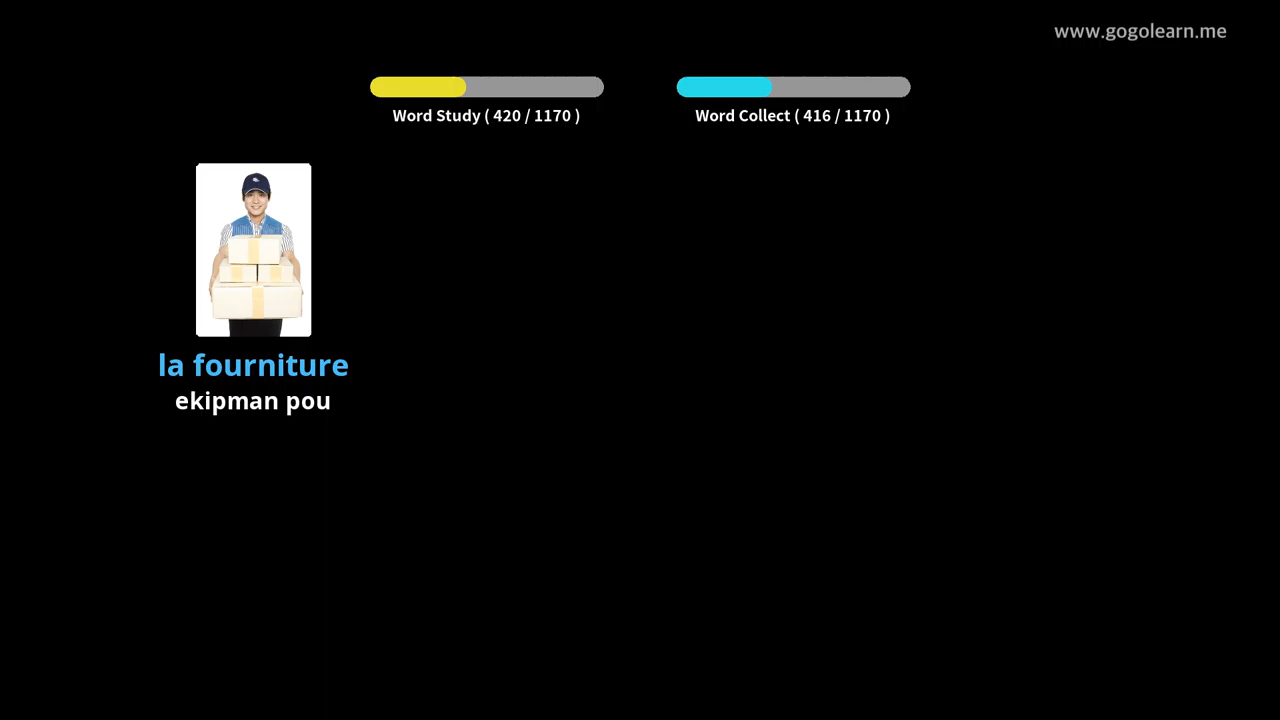 www.gogolearn.me
Word Study ( 420 / 1170 )
Word Collect ( 416 / 1170 )
la fourniture
ekipman pou